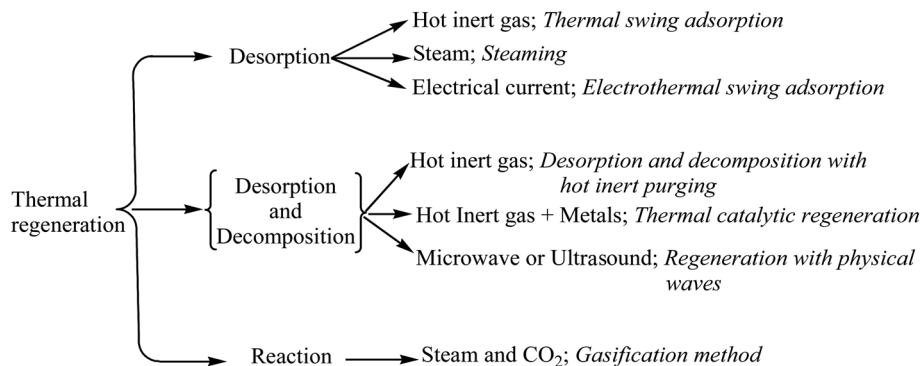 Thermal
regeneration
Desorption
Hot inert gas; Thermal swing adsorption
Steam; Steaming
Electrical current; Electrothermal swing adsorption
Desorption
and
Decomposition
Hot inert gas; Desorption and decomposition with
hot inert purging
Hot Inert gas + Metals; Thermal catalytic regeneration
Microwave or Ultrasound; Regeneration with physical
waves
Reaction
Steam and CO₂; Gasification method